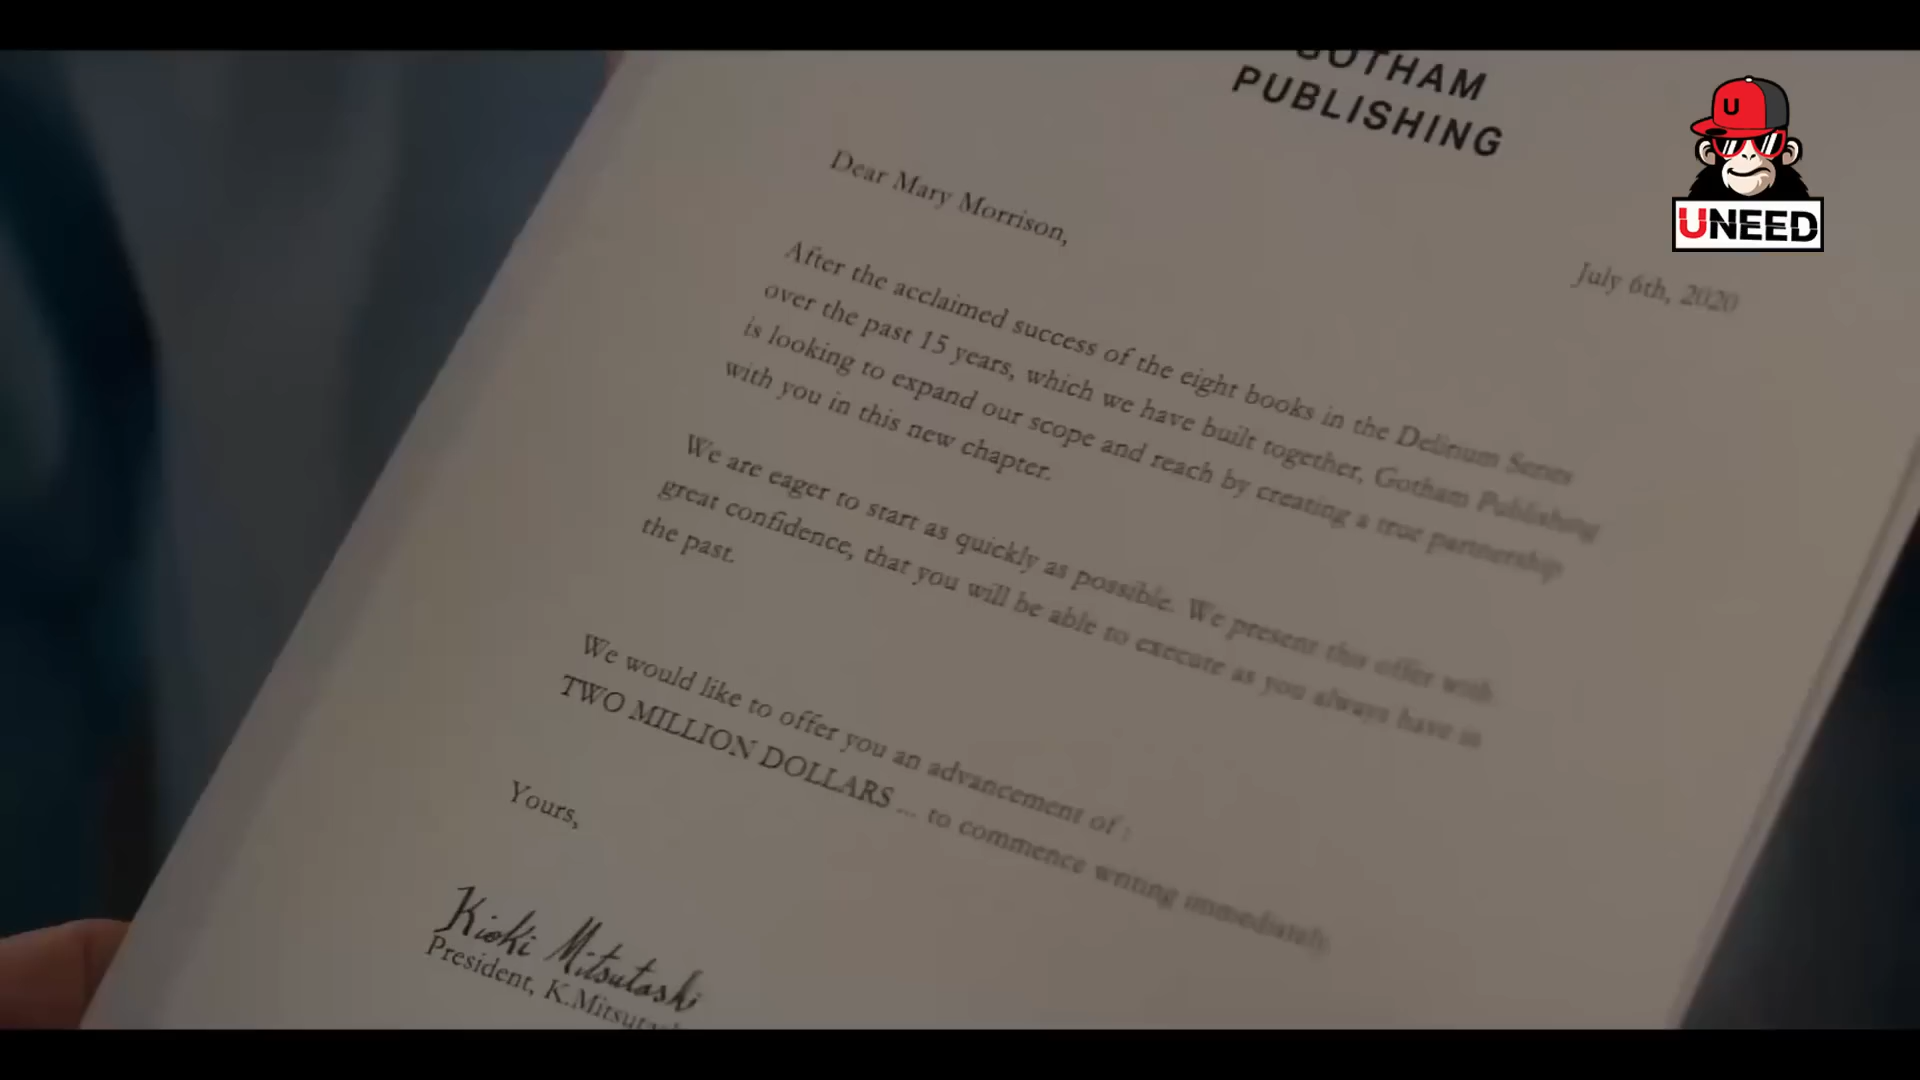 GOTHAM
PUBLISHING
U
UNEED
Dear Mary Morrison,
July 6th, 2020
After the acclaimed success of the eight books in the Delirium Series
over the past 15 years, which we have built together, Gotham Publishing
is looking to expand our scope and reach by creating a true partnership
with you in this new chapter.
We are eager to start as quickly as possible. We present this offer with
great confidence, that you will be able to execute as you always have in
the past.
We would like to offer you an advancement of :
TWO MILLION DOLLARS ... to commence writing immediately.
Yours,
Kioki Mitsutashi
President, K.Mitsutas